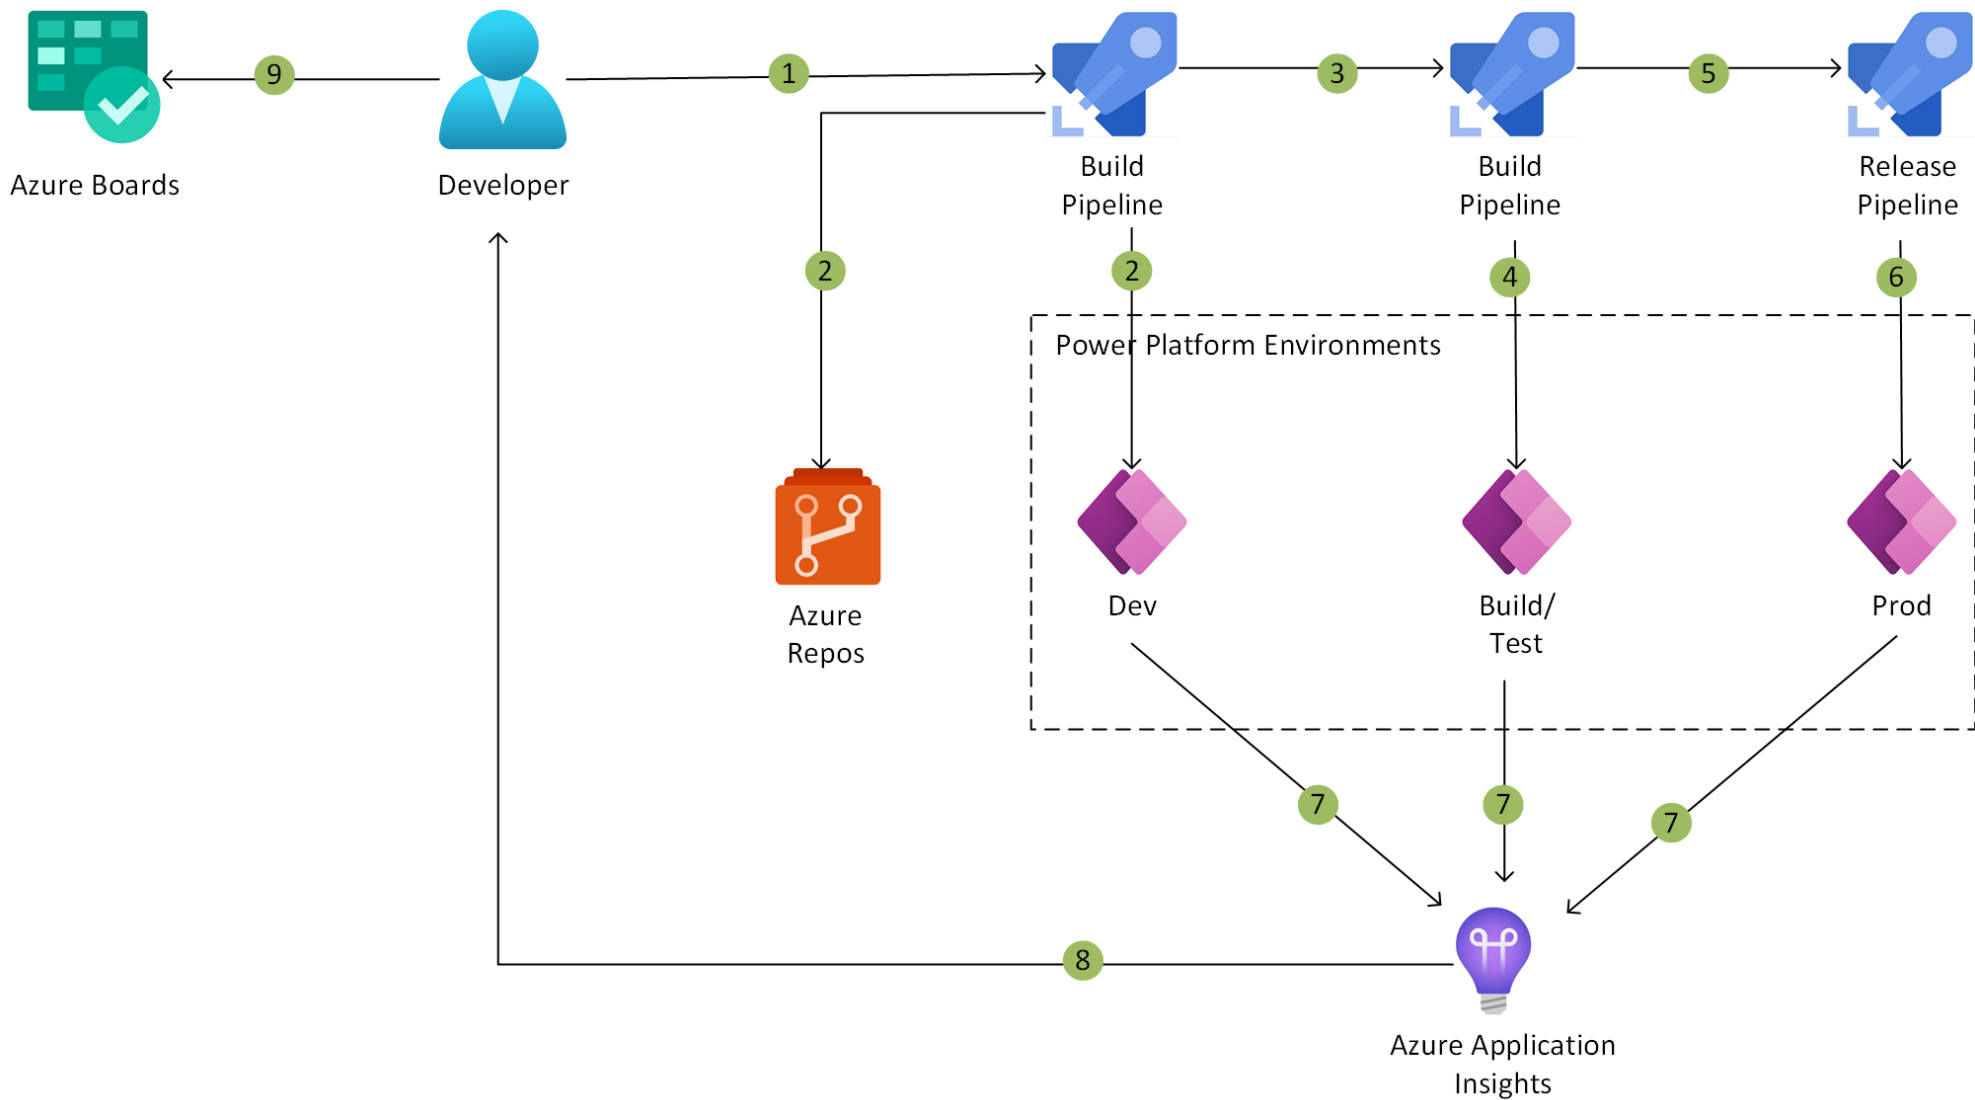 9
1
3
5
Azure Boards
Developer
Build
Pipeline
Build
Pipeline
Release
Pipeline
2
2
4
6
Power Platform Environments
Azure
Repos
Dev
Build/
Test
Prod
7
7
7
8
Azure Application
Insights